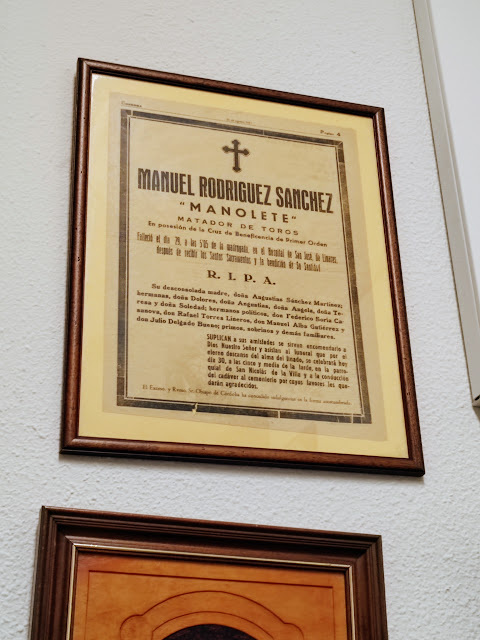 MANUEL RODRIGUEZ SANCHEZ
"MANOLETE"
MATADOR DE TOROS
En posesión de la Cruz de Beneficencia de Primer Orden
Falleció el día 29, a las 5'05 de la madrugada, en el Hospital de San José, de Linares,
después de recibir los Santos Sacramentos y la bendición de Su Santidad
R. I. P. A.
Su desconsolada madre, doña Angustias Sánchez Martínez;
hermanas, doña Dolores, doña Angustias, doña Angela, doña Te-
resa y doña Soledad; hermanos políticos, don Federico Soria Ca-
sanova, don Rafael Torres Lineros, don Manuel Alba Gutiérrez y
don Julio Delgado Buean; primos, sobrinos y demás familiares.
SUPLICAN a sus amistades se sirvan encomendarlo a
Dios Nuestro Señor y asistan al funeral que por el
eterno descanso del alma del finado, se celebrará hoy
día 30, a las cinco y media de la tarde, en la parro-
quial de San Nicolás de la Villa y a la conducción
del cadáver al cementerio por cuyos favores les que-
darán agradecidos.
El Excmo. y Rvmo. Sr. Obispo de Córdoba ha concedido indulgencias en la forma acostumbrada